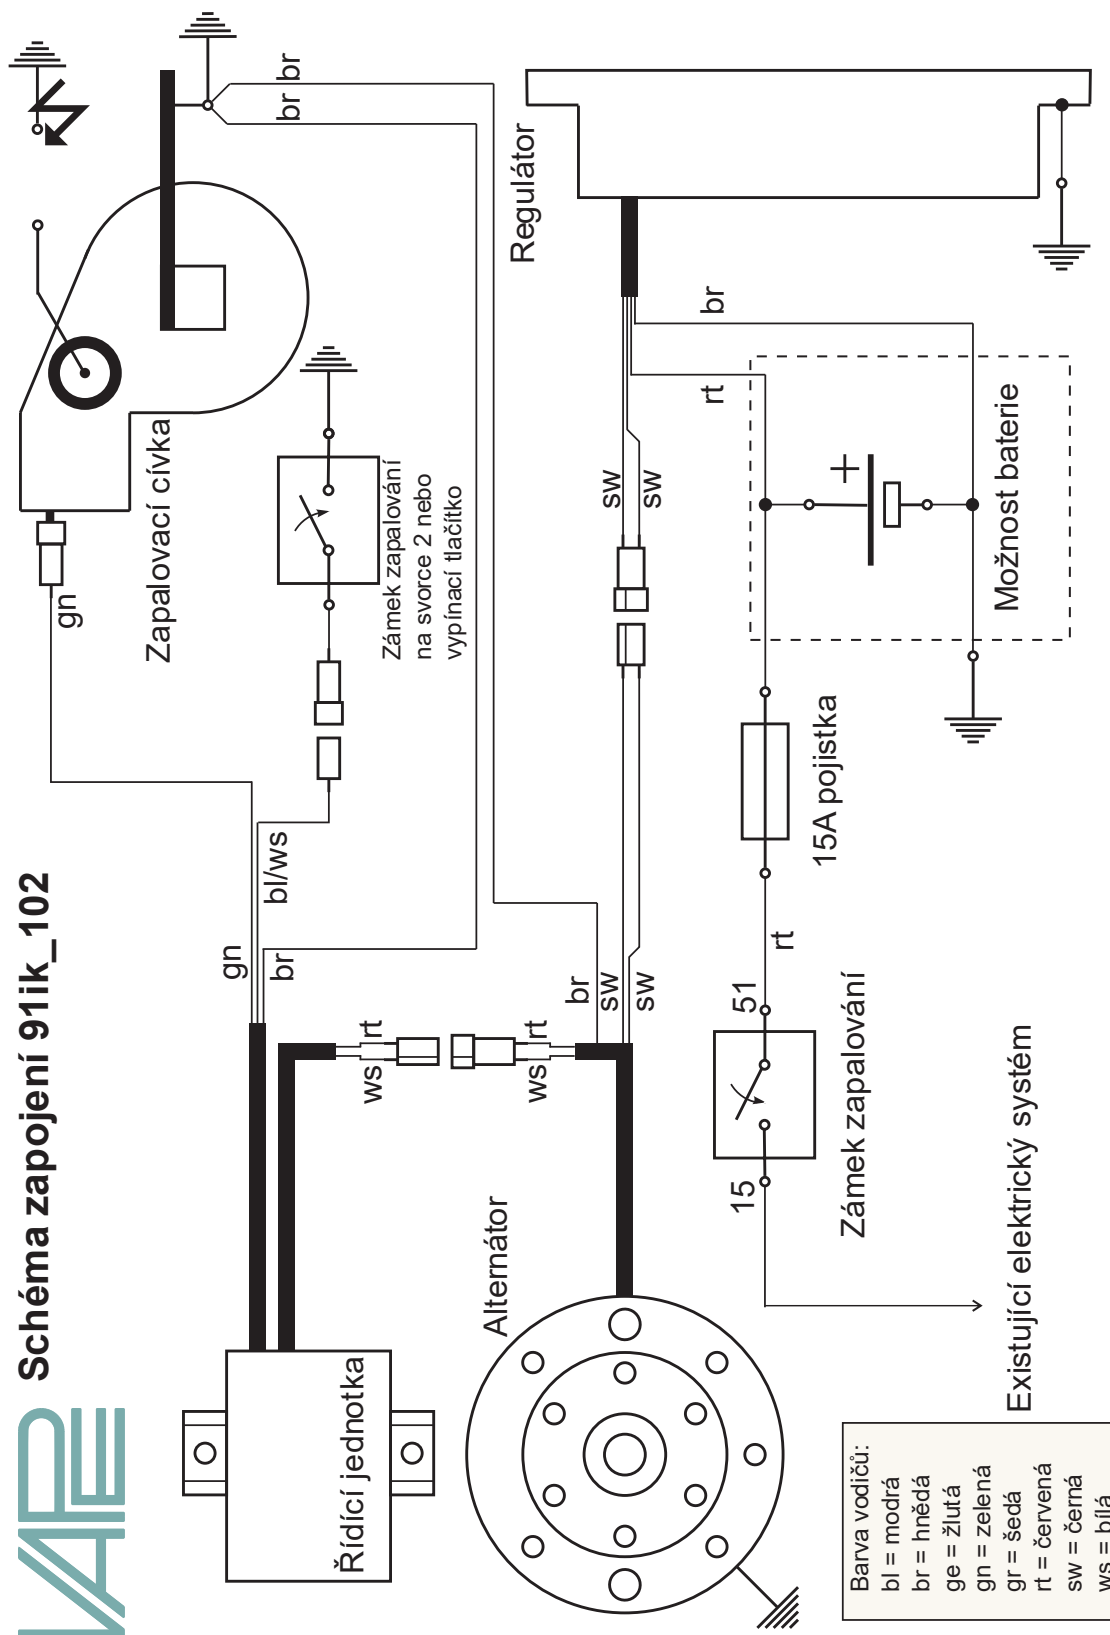 VAPE
Schéma zapojení 91ik_102
Řídící jednotka
Alternátor
gn
br
bl/ws
gn
Zapalovací cívka
br
br
Zámek zapalování
na svorce 2 nebo
vypínací tlačítko
ws
rt
ws
rt
br
sw
sw
sw
sw
Regulátor
rt
br
Možnost baterie
+
15A pojistka
rt
51
15
Zámek zapalování
Existující elektrický systém
Barva vodičů:
bl = modrá
br = hnědá
ge = žlutá
gn = zelená
gr = šedá
rt = červená
sw = černá
ws = bílá